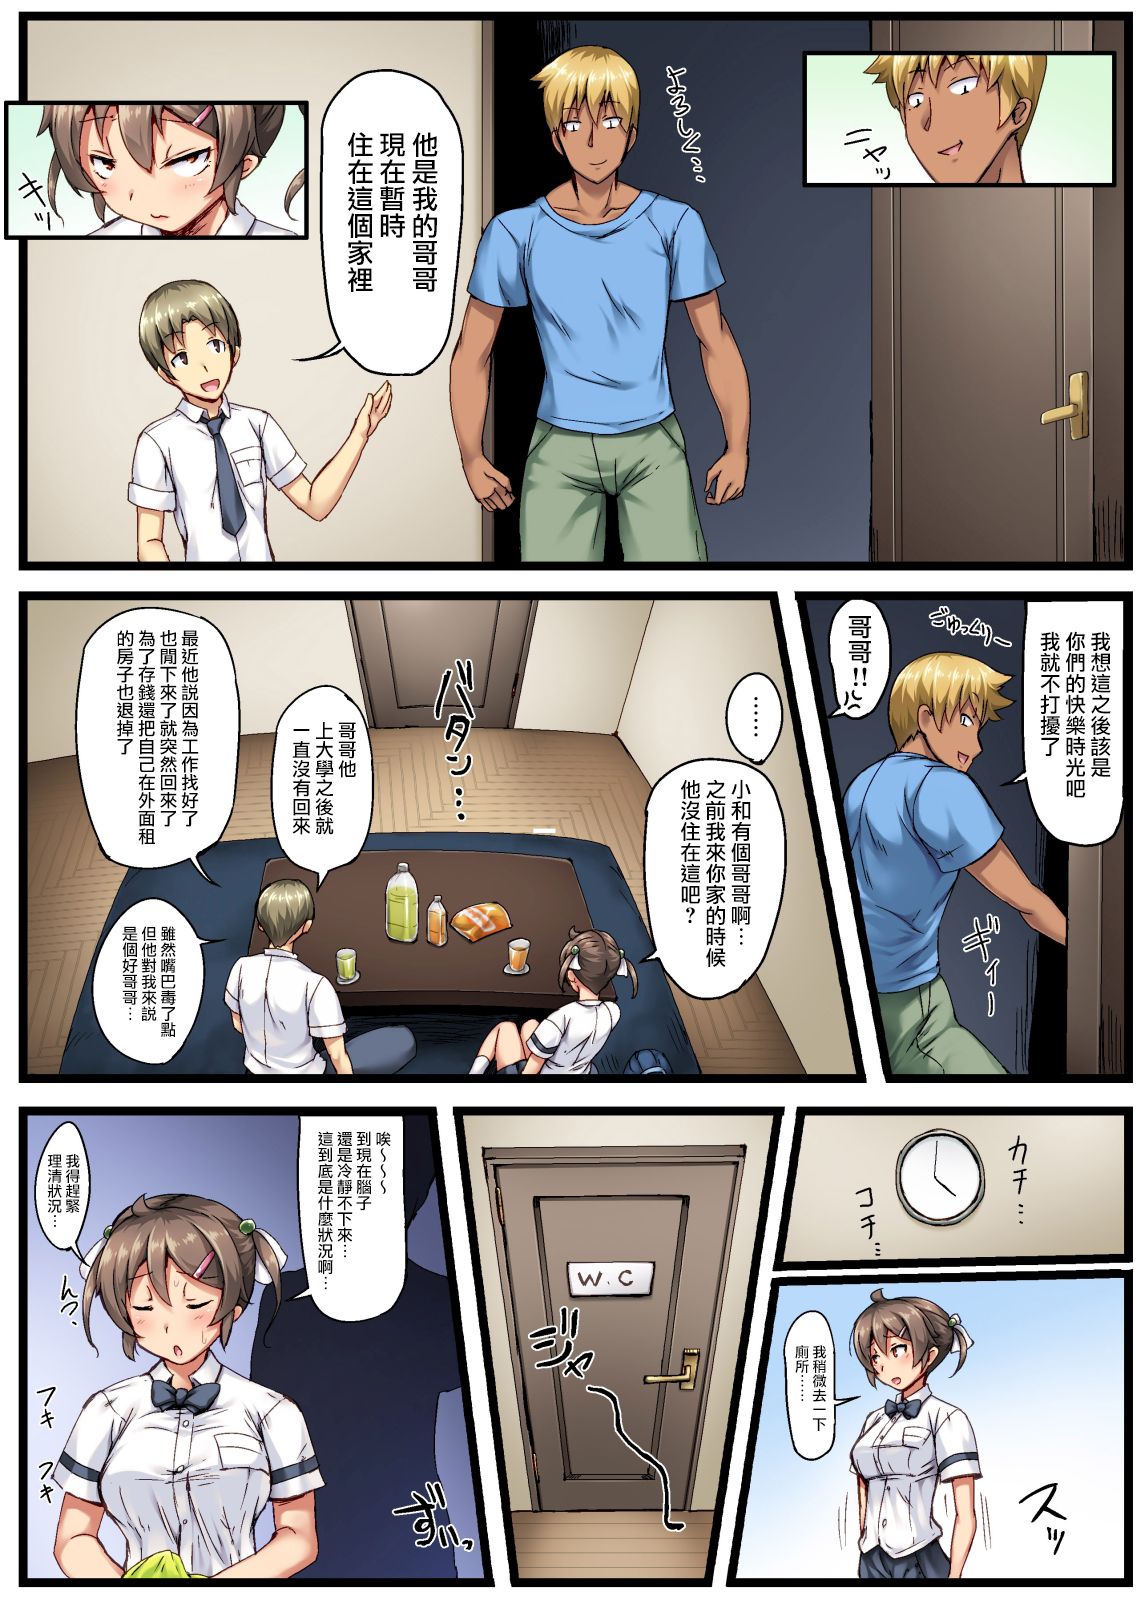 ニヤッ
よろしく…
他是我的哥哥
現在暫時
住在這個家裡
キッ
我想這之後該是
你們的快樂時光吧
我就不打擾了
ごゆっくりー
哥哥!!
ギィー
……
小和有個哥哥啊…
之前我來你家的時候
他沒住在這吧?
バタン…
哥哥他
上大學之後就
一直沒有回來
最近他説因為工作找好了
也閒下來了就突然回來了
為了存錢還把自己在外面租
的房子也退掉了
雖然嘴巴毒了點
但他對我來説
是個好哥哥…
カチ…
コチ…
我稍微去一下
廁所……
スッ
W.C
ジャー
唉~~~
到現在腦子
還是冷靜不下來…
這到底是什麼狀況啊…
我得趕緊
理清狀況…
んっ?
フキ
フキ
ずいっ